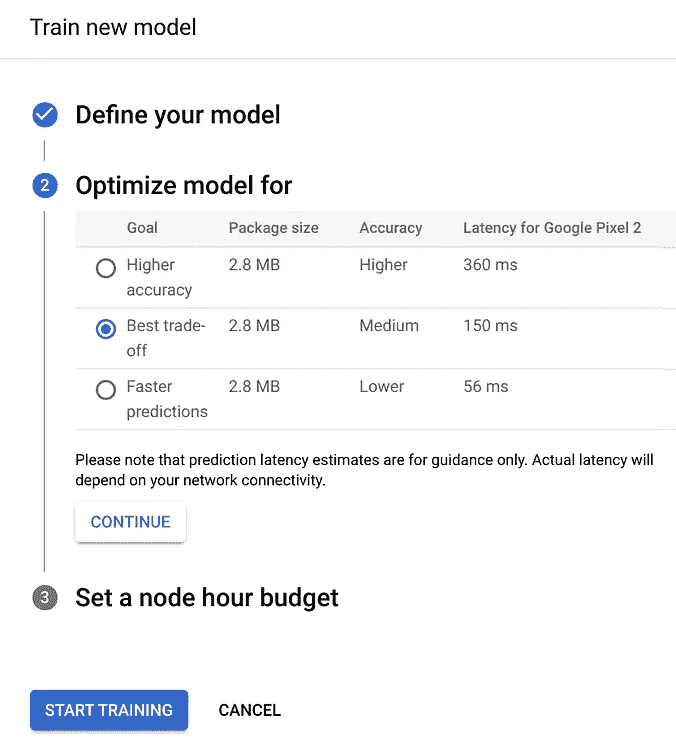 Train new model
Define your model
2 Optimize model for
Goal Package size Accuracy Latency for Google Pixel 2
Higher 2.8 MB Higher 360 ms
accuracy
Best trade- 2.8 MB Medium 150 ms
off
Faster 2.8 MB Lower 56 ms
predictions
Please note that prediction latency estimates are for guidance only. Actual latency will
depend on your network connectivity.
CONTINUE
3 Set a node hour budget
START TRAINING CANCEL